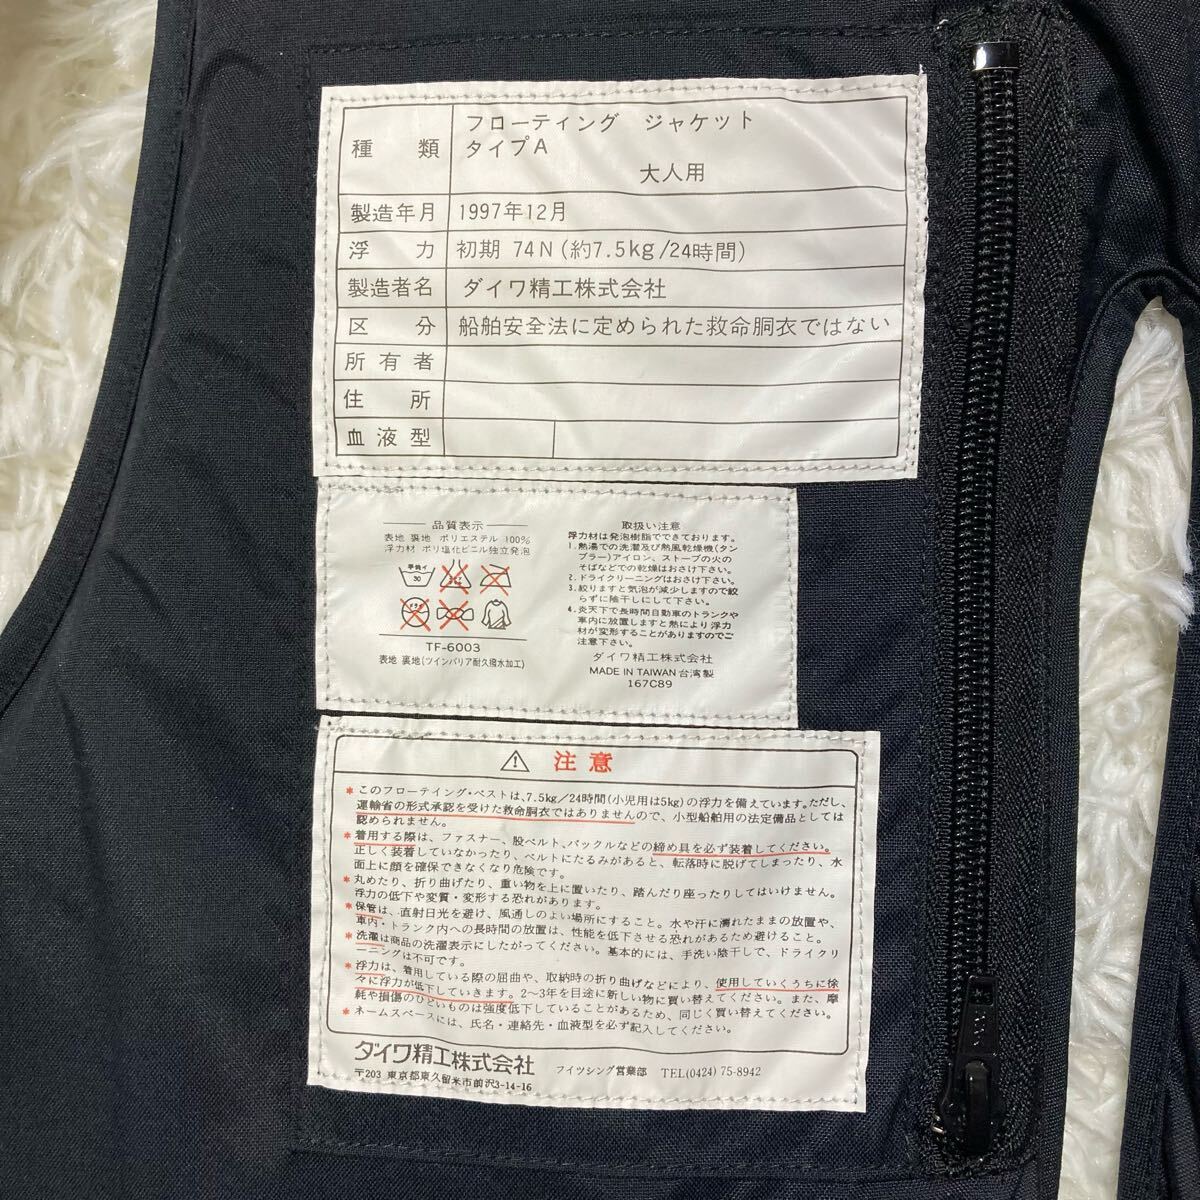 種類 フローティング ジャケット
タイプA
大人用
製造年月 1997年12月
浮力 初期 74N(約7.5kg/24時間)
製造者名 ダイワ精工株式会社
区分 船舶安全法に定められた救命胴衣ではない
所有者
住所
血液型
品質表示
表地 裏地 ポリエステル 100%
浮力材 ポリ塩化ビニル独立発泡
手洗イ
30
TF-6003
表地 裏地(ツインバリア耐久撥水加工)
取扱い注意
浮力材は発泡樹脂でできております。
1.熱湯での洗濯及び熱風乾燥機(タン
ブラー)アイロン、ストーブの火の
そばなどでの乾燥はおさけ下さい。
2.ドライクリーニングはおさけ下さい。
3.絞りますと気泡が減少しますので絞
らずに陰干しにして下さい。
4.炎天下で長時間自動車のトランクや
車内に放置しますと熱により浮力
材が変形することがありますのでご
注意下さい。
ダイワ精工株式会社
MADE IN TAIWAN 台湾製
167C89
⚠ 注意
*このフローテイング・ベストは、7.5kg/24時間(小児用は5kg)の浮力を備えています。ただし、
運輸省の形式承認を受けた救命胴衣ではありませんので、小型船舶用の法定備品としては
認められません。
*着用する際は、ファスナー、股ベルト、バックルなどの締め具を必ず装着してください。
正しく装着していなかったり、ベルトにたるみがあると、転落時に脱げてしまったり、水
面上に顔を確保できなくなり危険です。
*丸めたり、折り曲げたり、重い物を上に置いたり、踏んだり座ったりしてはいけません。
浮力の低下や変質・変形する恐れがあります。
*保管は、直射日光を避け、風通しのよい場所にすること。水や汗に濡れたままの放置や、
車内・トランク内への長時間の放置は、性能を低下させる恐れがあるため避けること。
*洗濯は商品の洗濯表示にしたがってください。基本的には、手洗い陰干しで、ドライクリ
ーニングは不可です。
*浮力は、着用している際の屈曲や、収納時の折り曲げなどにより、使用していくうちに徐
々に浮力が低下していきます。2〜3年を目途に新しい物に買い替えてください。また、摩
耗や損傷のひどいものは強度低下していることがあるため、同じく買い替えてください。
*ネームスペースには、氏名・連絡先・血液型を必ず記入してください。
ダイワ精工株式会社 フイツシング営業部 TEL(0424)75-8942
〒203 東京都東久留米市前沢3-14-16